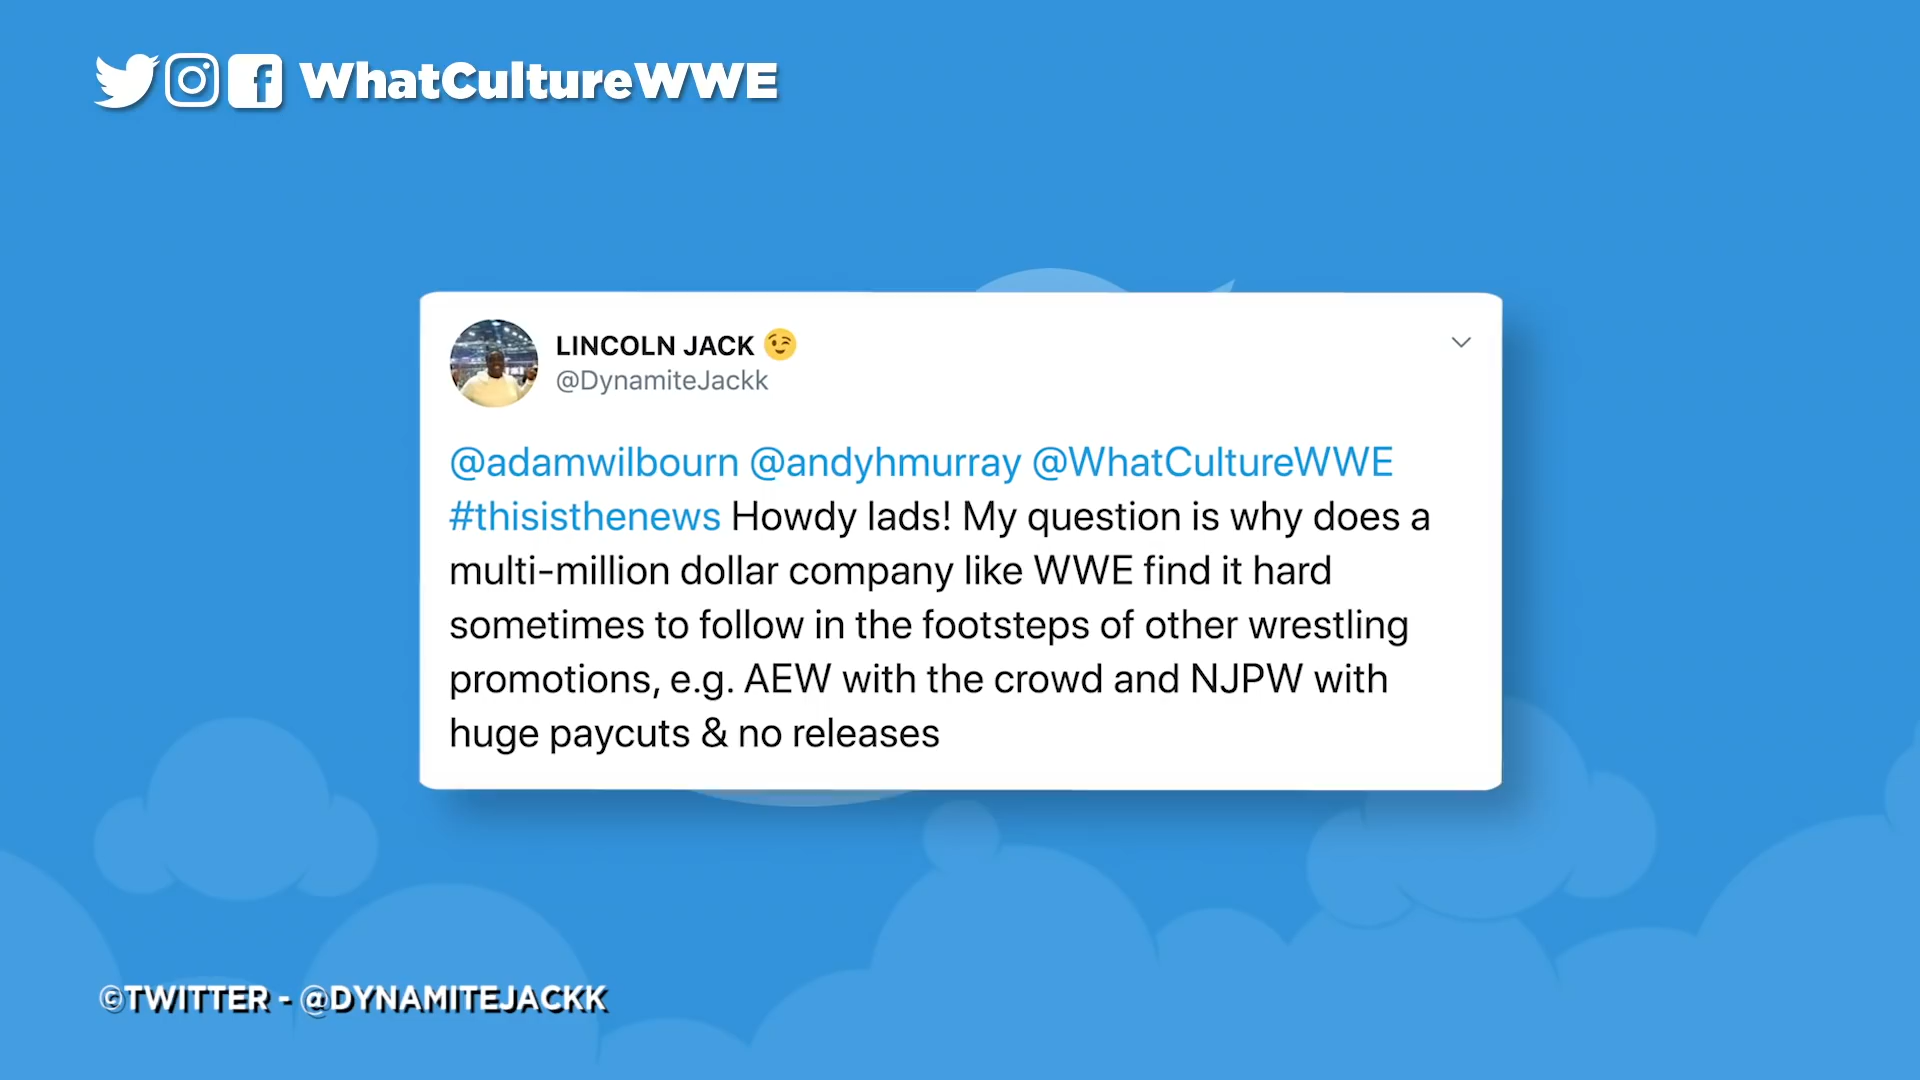 WhatCultureWWE
LINCOLN JACK 😉
@DynamiteJackk
@adamwilbourn @andyhmurray @WhatCultureWWE
#thisisthenews Howdy lads! My question is why does a
multi-million dollar company like WWE find it hard
sometimes to follow in the footsteps of other wrestling
promotions, e.g. AEW with the crowd and NJPW with
huge paycuts & no releases
©TWITTER - @DYNAMITEJACKK